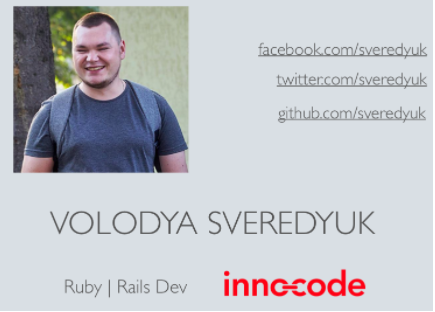 facebook.com/sveredyuk
twitter.com/sveredyuk
github.com/sveredyuk
VOLODYA SVEREDYUK
Ruby | Rails Dev
innocode